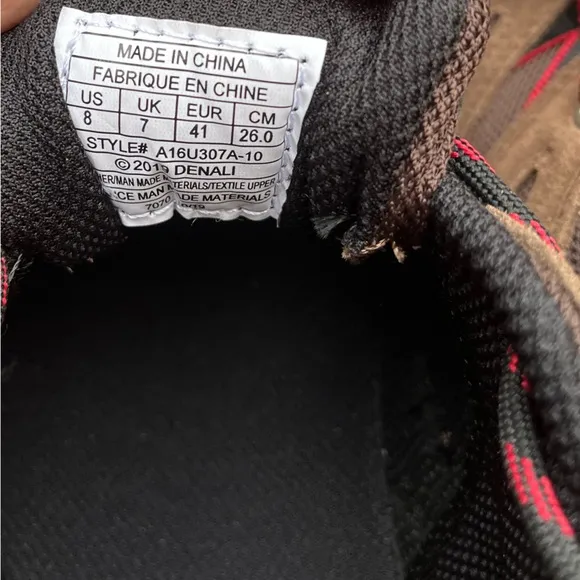 MADE IN CHINA
FABRIQUE EN CHINE
US UK EUR CM
8 7 41 26.0
STYLE# A16U307A-10
©2019 DENALI
MATERIALS/TEXTILE UPPER
MATERIALS